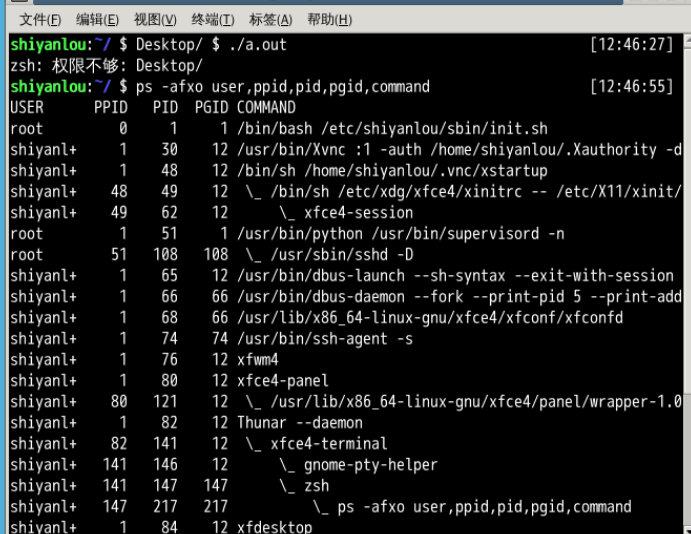 文件(F) 编辑(E) 视图(V) 终端(T) 标签(A) 帮助(H)
shiyanlou:~/ $ Desktop/ $ ./a.out [12:46:27]
zsh: 权限不够: Desktop/
shiyanlou:~/ $ ps -afxo user,ppid,pid,pgid,command [12:46:55]
USER PPID PID PGID COMMAND
root 0 1 1 /bin/bash /etc/shiyanlou/sbin/init.sh
shiyanl+ 1 30 12 /usr/bin/Xvnc :1 -auth /home/shiyanlou/.Xauthority -d
shiyanl+ 1 48 12 /bin/sh /home/shiyanlou/.vnc/xstartup
shiyanl+ 48 49 12 \_ /bin/sh /etc/xdg/xfce4/xinitrc -- /etc/X11/xinit/
shiyanl+ 49 62 12 \_ xfce4-session
root 1 51 1 /usr/bin/python /usr/bin/supervisord -n
root 51 108 108 \_ /usr/sbin/sshd -D
shiyanl+ 1 65 12 /usr/bin/dbus-launch --sh-syntax --exit-with-session
shiyanl+ 1 66 66 /usr/bin/dbus-daemon --fork --print-pid 5 --print-add
shiyanl+ 1 68 66 /usr/lib/x86_64-linux-gnu/xfce4/xfconf/xfconfd
shiyanl+ 1 74 74 /usr/bin/ssh-agent -s
shiyanl+ 1 76 12 xfwm4
shiyanl+ 1 80 12 xfce4-panel
shiyanl+ 80 121 12 \_ /usr/lib/x86_64-linux-gnu/xfce4/panel/wrapper-1.0
shiyanl+ 1 82 12 Thunar --daemon
shiyanl+ 82 141 12 \_ xfce4-terminal
shiyanl+ 141 146 12 \_ gnome-pty-helper
shiyanl+ 141 147 147 \_ zsh
shiyanl+ 147 217 217 \_ ps -afxo user,ppid,pid,pgid,command
shiyanl+ 1 84 12 xfdesktop